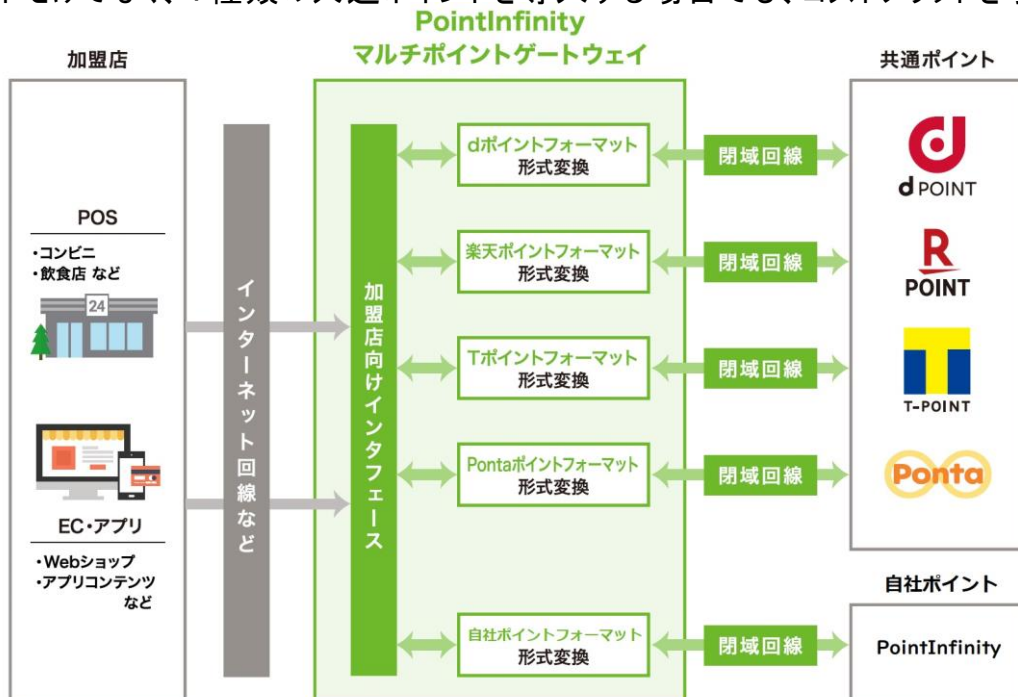 PointInfinity
マルチポイントゲートウェイ
加盟店
共通ポイント
POS
・コンビニ
・飲食店 など
24
EC・アプリ
・Webショップ
・アプリコンテンツ
など
インターネット回線など
加盟店向けインタフェース
dポイントフォーマット
形式変換
閉域回線
d POINT
楽天ポイントフォーマット
形式変換
閉域回線
R
POINT
Tポイントフォーマット
形式変換
閉域回線
T-POINT
Pontaポイントフォーマット
形式変換
閉域回線
Ponta
自社ポイント
自社ポイントフォーマット
形式変換
閉域回線
PointInfinity